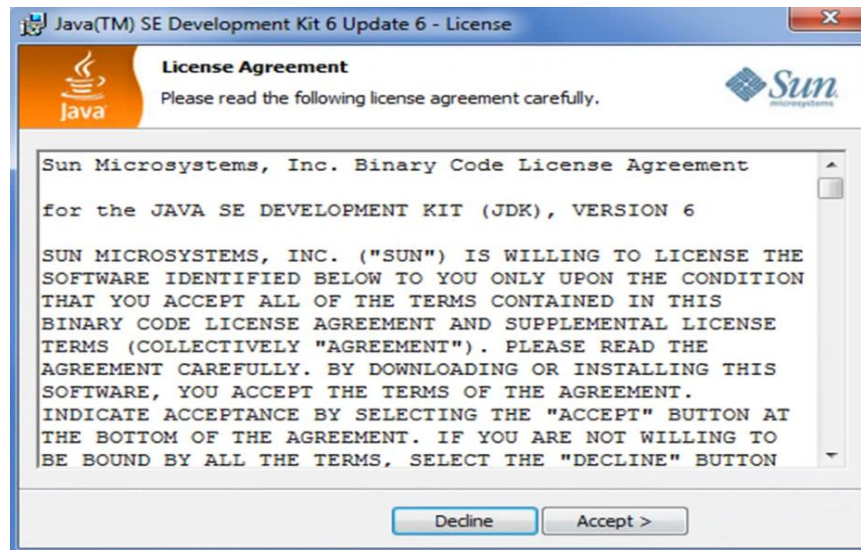 Java(TM) SE Development Kit 6 Update 6 - License
License Agreement
Please read the following license agreement carefully.
Java
Sun
microsystems
Sun Microsystems, Inc. Binary Code License Agreement
for the JAVA SE DEVELOPMENT KIT (JDK), VERSION 6
SUN MICROSYSTEMS, INC. ("SUN") IS WILLING TO LICENSE THE
SOFTWARE IDENTIFIED BELOW TO YOU ONLY UPON THE CONDITION
THAT YOU ACCEPT ALL OF THE TERMS CONTAINED IN THIS
BINARY CODE LICENSE AGREEMENT AND SUPPLEMENTAL LICENSE
TERMS (COLLECTIVELY "AGREEMENT"). PLEASE READ THE
AGREEMENT CAREFULLY. BY DOWNLOADING OR INSTALLING THIS
SOFTWARE, YOU ACCEPT THE TERMS OF THE AGREEMENT.
INDICATE ACCEPTANCE BY SELECTING THE "ACCEPT" BUTTON AT
THE BOTTOM OF THE AGREEMENT. IF YOU ARE NOT WILLING TO
BE BOUND BY ALL THE TERMS, SELECT THE "DECLINE" BUTTON
Decline
Accept >